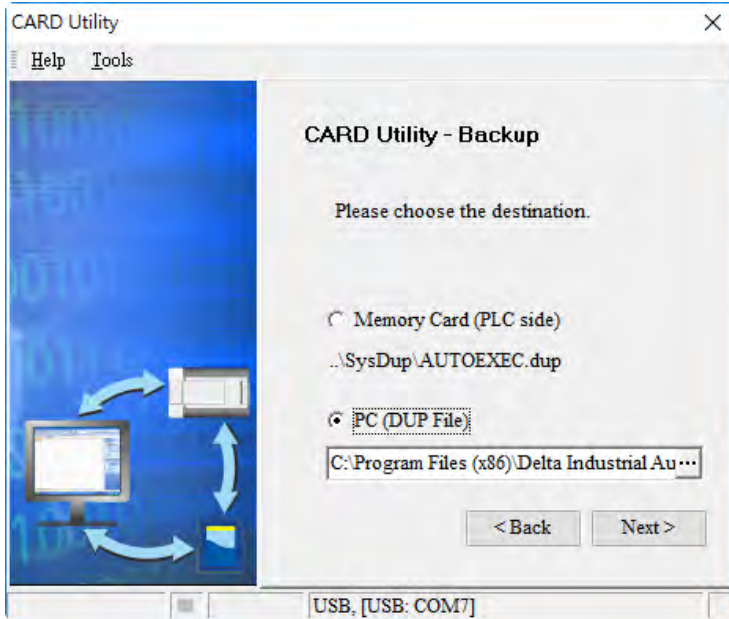 CARD Utility
Help Tools
CARD Utility - Backup
Please choose the destination.
Memory Card (PLC side)
..\SysDup\AUTOEXEC.dup
PC (DUP File)
C:\Program Files (x86)\Delta Industrial Au ...
< Back Next >
USB, [USB: COM7]